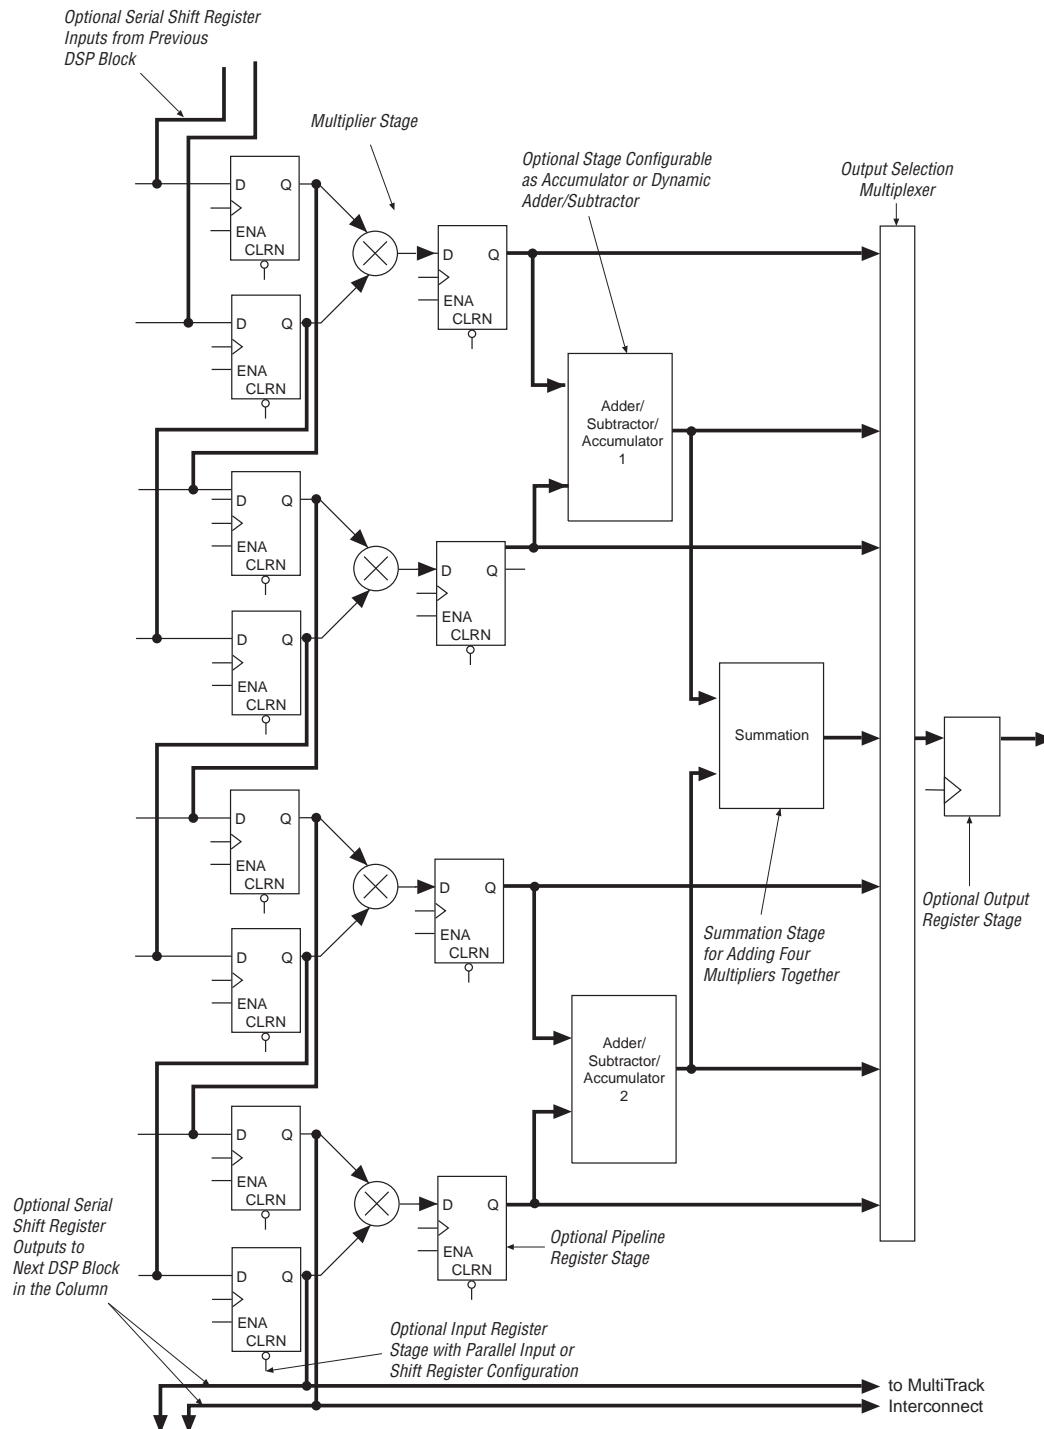 Optional Serial Shift Register
Inputs from Previous
DSP Block
Multiplier Stage
Optional Stage Configurable
as Accumulator or Dynamic
Adder/Subtractor
Output Selection
Multiplexer
D Q
ENA
CLRN
D Q
ENA
CLRN
D Q
ENA
CLRN
Adder/
Subtractor/
Accumulator
1
D Q
ENA
CLRN
D Q
ENA
CLRN
D Q
ENA
CLRN
Summation
D Q
ENA
CLRN
D Q
ENA
CLRN
D Q
ENA
CLRN
Optional Output
Register Stage
Summation Stage
for Adding Four
Multipliers Together
Adder/
Subtractor/
Accumulator
2
D Q
ENA
CLRN
D Q
ENA
CLRN
D Q
ENA
CLRN
Optional Serial
Shift Register
Outputs to
Next DSP Block
in the Column
Optional Pipeline
Register Stage
Optional Input Register
Stage with Parallel Input or
Shift Register Configuration
to MultiTrack
Interconnect